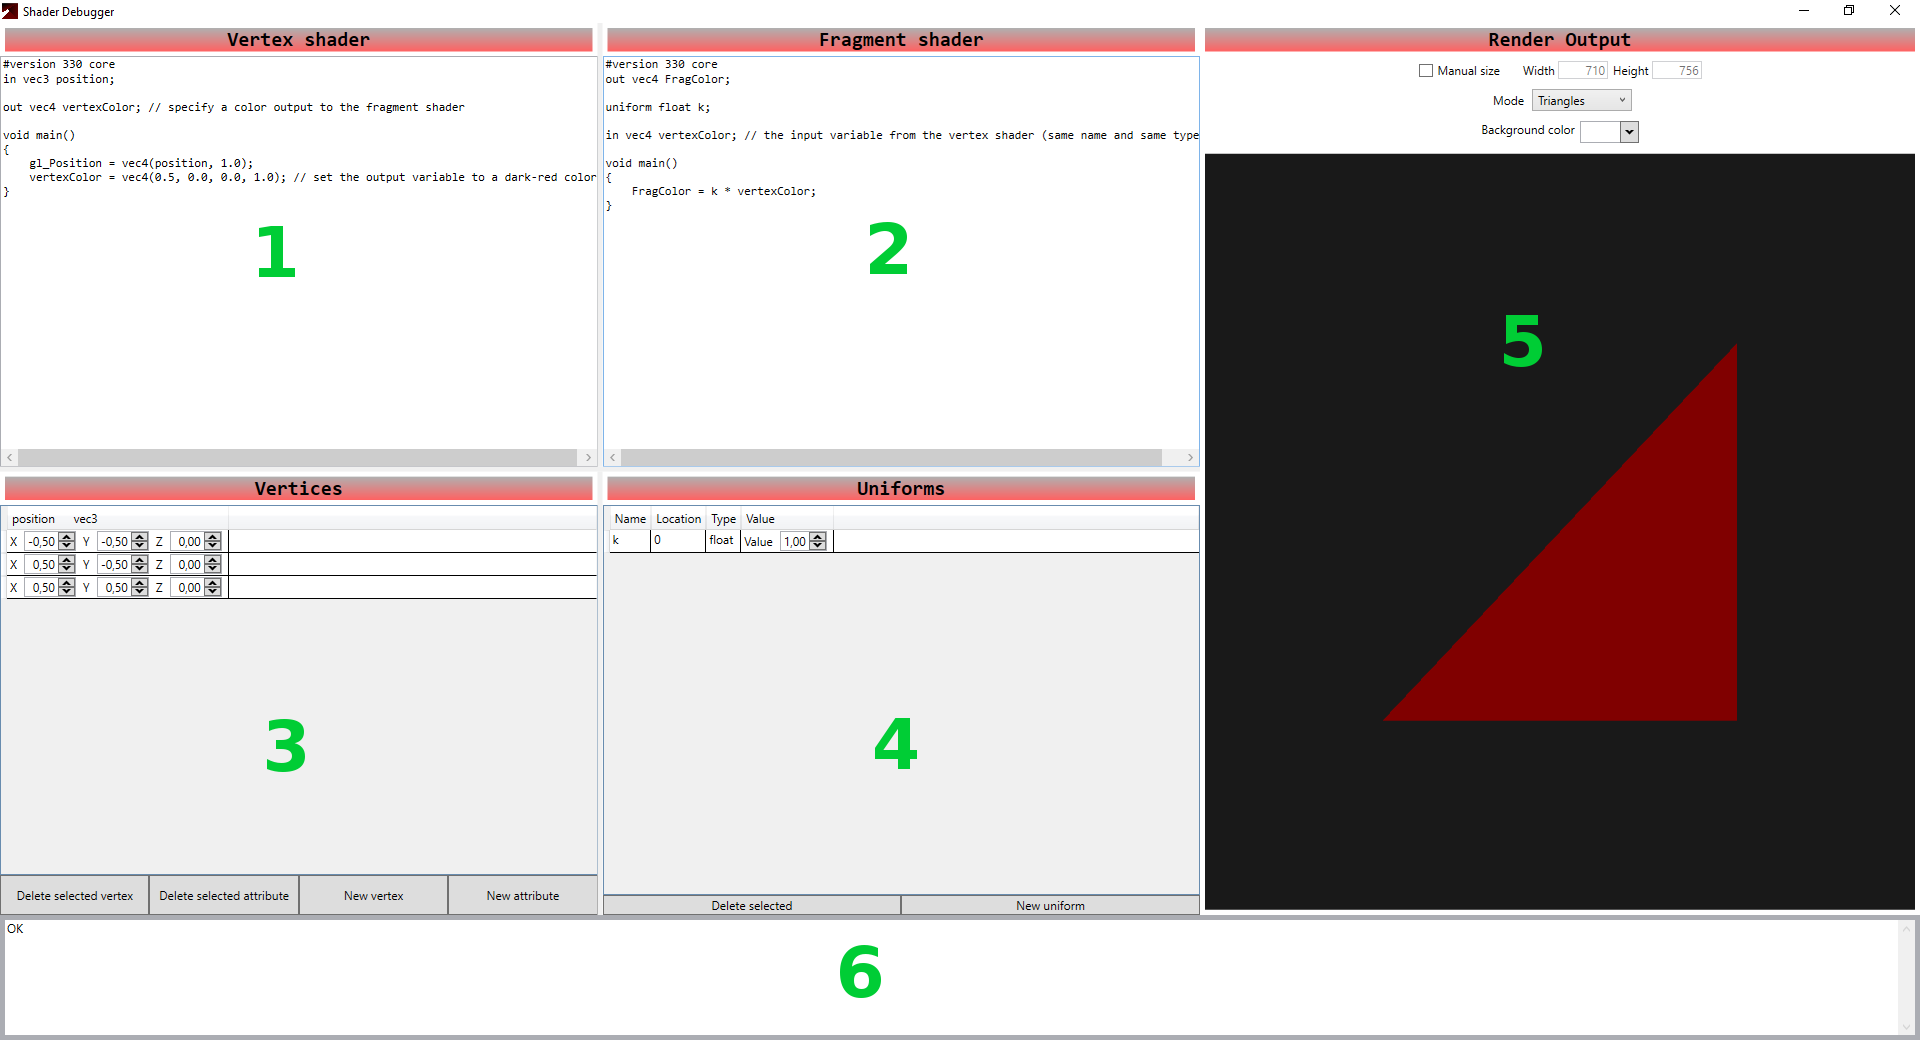 Shader Debugger
Vertex shader
#version 330 core
in vec3 position;
out vec4 vertexColor; // specify a color output to the fragment shader
void main()
{
    gl_Position = vec4(position, 1.0);
    vertexColor = vec4(0.5, 0.0, 0.0, 1.0); // set the output variable to a dark-red color
}
1
Fragment shader
#version 330 core
out vec4 FragColor;
uniform float k;
in vec4 vertexColor; // the input variable from the vertex shader (same name and same type
void main()
{
    FragColor = k * vertexColor;
}
2
Vertices
position vec3
X -0,50 Y -0,50 Z 0,00
X 0,50 Y -0,50 Z 0,00
X 0,50 Y 0,50 Z 0,00
3
Delete selected vertex Delete selected attribute New vertex New attribute
Uniforms
Name Location Type Value
k 0 float Value 1,00
4
Delete selected New uniform
Render Output
Manual size Width 710 Height 756
Mode Triangles
Background color
5
OK
6